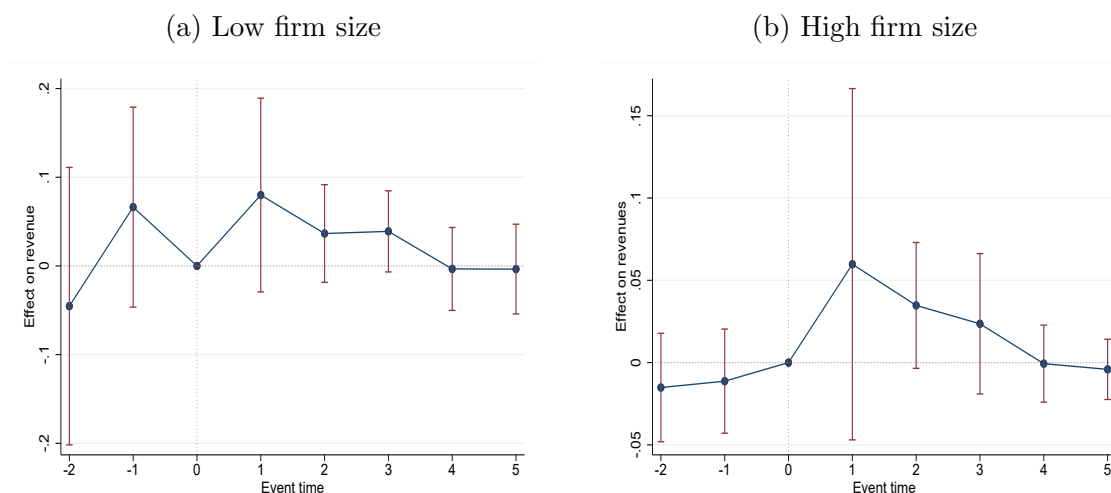 (a) Low firm size
.2
.1
0
-.1
-.2
Effect on revenue
-2 -1 0 1 2 3 4 5
Event time
(b) High firm size
.15
.1
.05
0
-.05
Effect on revenues
-2 -1 0 1 2 3 4 5
Event time